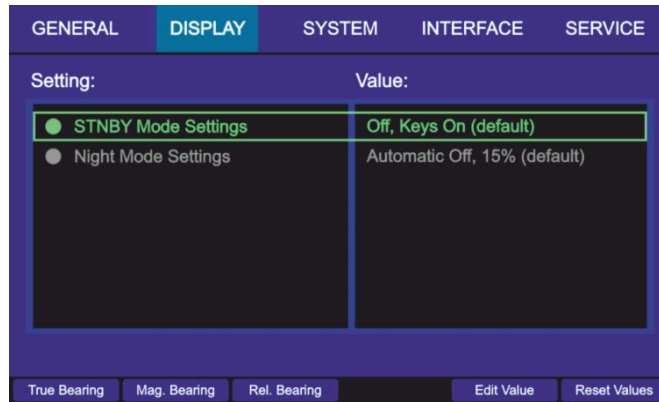 GENERAL DISPLAY SYSTEM INTERFACE SERVICE
Setting: Value:
STNBY Mode Settings Off, Keys On (default)
Night Mode Settings Automatic Off, 15% (default)
True Bearing Mag. Bearing Rel. Bearing Edit Value Reset Values